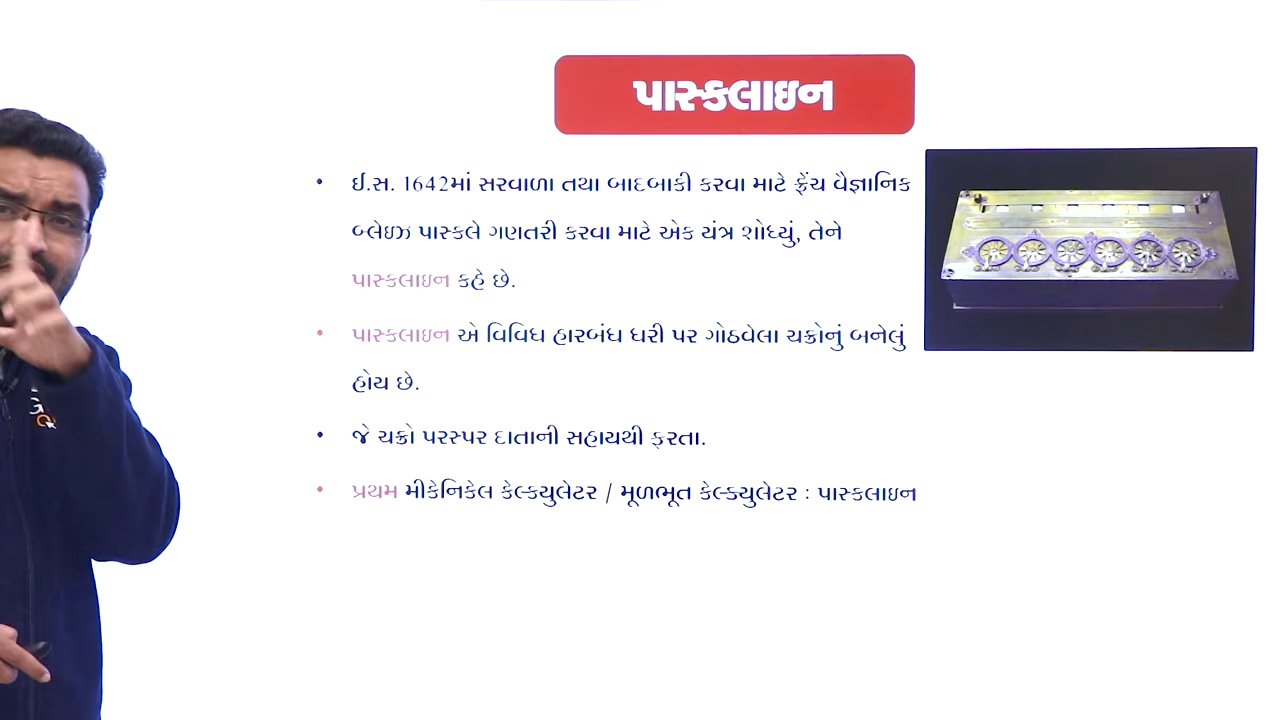 પાસ્કલાઇન
• ઈ.સ. 1642માં સરવાળા તથા બાદબાકી કરવા માટે ફ્રેંચ વૈજ્ઞાનિક
બ્લેઇઝ પાસ્કલે ગણતરી કરવા માટે એક યંત્ર શોધ્યું, તેને
પાસ્કલાઇન કહે છે.
• પાસ્કલાઇન એ વિવિધ હારબંધ ધરી પર ગોઠવેલા ચક્રોનું બનેલું
હોય છે.
• જે ચક્રો પરસ્પર દાતાની સહાયથી ફરતા.
• પ્રથમ મીકેનિકેલ કેલ્કયુલેટર / મૂળભૂત કેલ્ક્યુલેટર : પાસ્કલાઇન